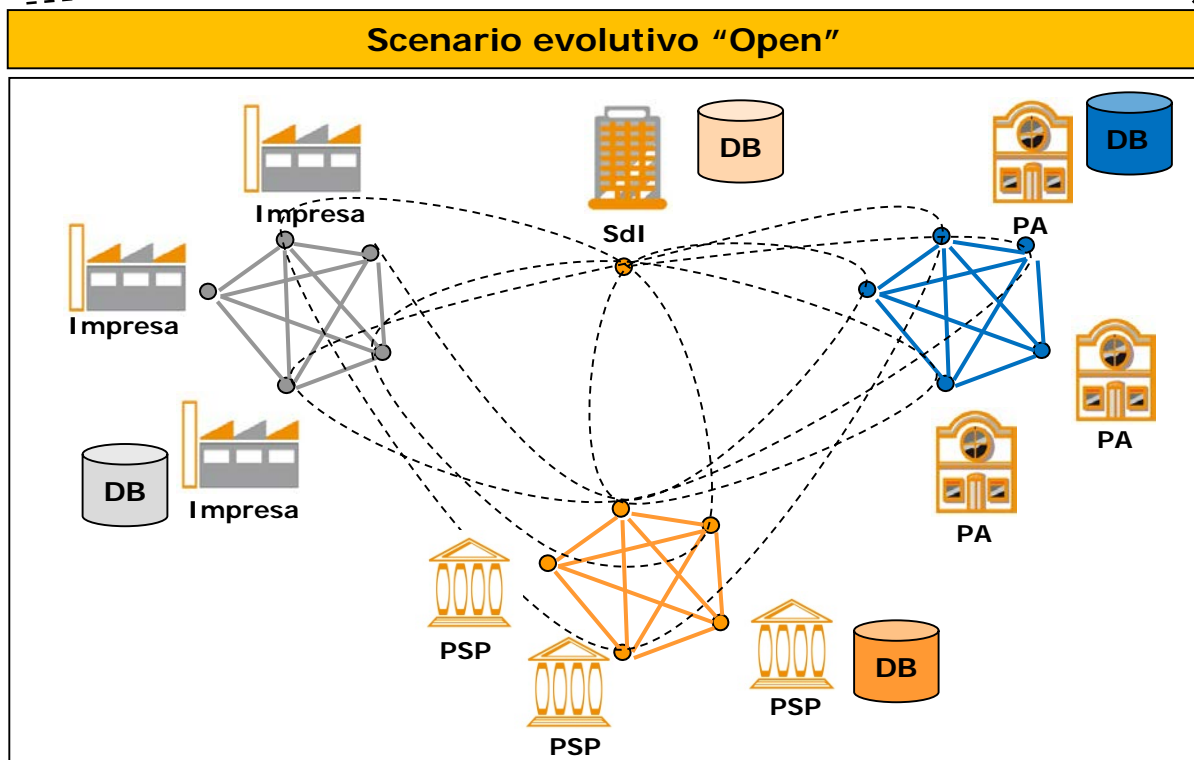 Scenario evolutivo “Open”
DB
DB
Impresa
SdI
PA
Impresa
PA
DB
Impresa
PA
PSP
PSP
DB
PSP